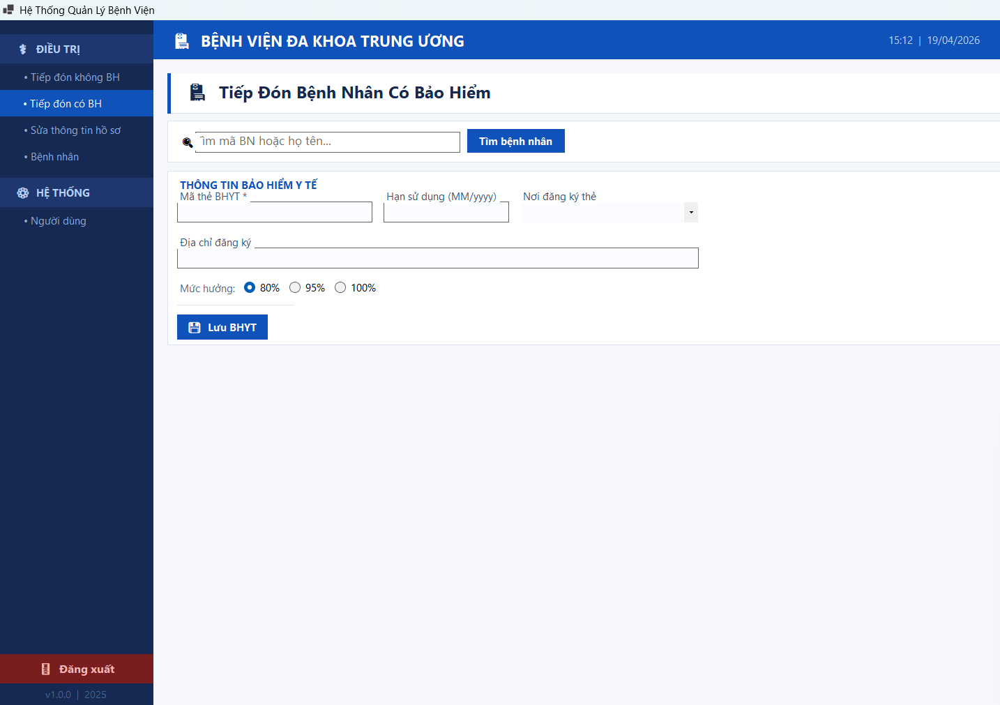 Hệ Thống Quản Lý Bệnh Viện
ĐIỀU TRỊ
• Tiếp đón không BH
• Tiếp đón có BH
• Sửa thông tin hồ sơ
• Bệnh nhân
HỆ THỐNG
• Người dùng
Đăng xuất
v1.0.0 | 2025
BỆNH VIỆN ĐA KHOA TRUNG ƯƠNG
15:12 | 19/04/2026
Tiếp Đón Bệnh Nhân Có Bảo Hiểm
Tìm mã BN hoặc họ tên...
Tìm bệnh nhân
THÔNG TIN BẢO HIỂM Y TẾ
Mã thẻ BHYT * Hạn sử dụng (MM/yyyy) Nơi đăng ký thẻ
Địa chỉ đăng ký
Mức hưởng: 80% 95% 100%
Lưu BHYT